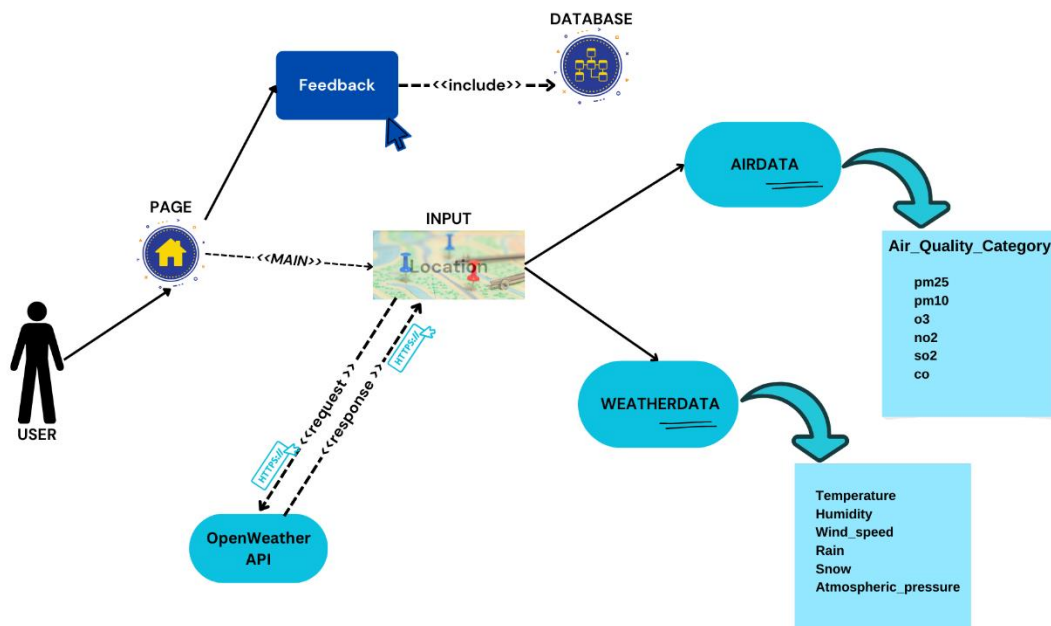 DATABASE
Feedback
<<include>>
AIRDATA
PAGE
INPUT
<<MAIN>>
Location
Air_Quality_Category
pm25
pm10
o3
no2
so2
co
HTTPS://
<<request >>
<<response >>
HTTPS://
USER
WEATHERDATA
OpenWeather
API
Temperature
Humidity
Wind_speed
Rain
Snow
Atmospheric_pressure